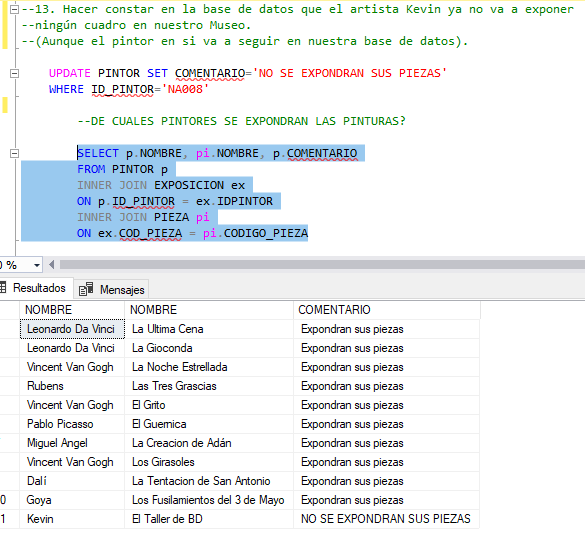 --13. Hacer constar en la base de datos que el artista Kevin ya no va a exponer
--ningún cuadro en nuestro Museo.
--(Aunque el pintor en si va a seguir en nuestra base de datos).
UPDATE PINTOR SET COMENTARIO='NO SE EXPONDRAN SUS PIEZAS'
WHERE ID_PINTOR='NA008'
--DE CUALES PINTORES SE EXPONDRAN LAS PINTURAS?
SELECT p.NOMBRE, pi.NOMBRE, p.COMENTARIO
FROM PINTOR p
INNER JOIN EXPOSICION ex
ON p.ID_PINTOR = ex.IDPINTOR
INNER JOIN PIEZA pi
ON ex.COD_PIEZA = pi.CODIGO_PIEZA
0 %
Resultados Mensajes
NOMBRE NOMBRE COMENTARIO
Leonardo Da Vinci La Ultima Cena Expondran sus piezas
Leonardo Da Vinci La Gioconda Expondran sus piezas
Vincent Van Gogh La Noche Estrellada Expondran sus piezas
Rubens Las Tres Grascias Expondran sus piezas
Vincent Van Gogh El Grito Expondran sus piezas
Pablo Picasso El Guernica Expondran sus piezas
Miguel Angel La Creacion de Adán Expondran sus piezas
Vincent Van Gogh Los Girasoles Expondran sus piezas
Dalí La Tentacion de San Antonio Expondran sus piezas
0 Goya Los Fusilamientos del 3 de Mayo Expondran sus piezas
1 Kevin El Taller de BD NO SE EXPONDRAN SUS PIEZAS